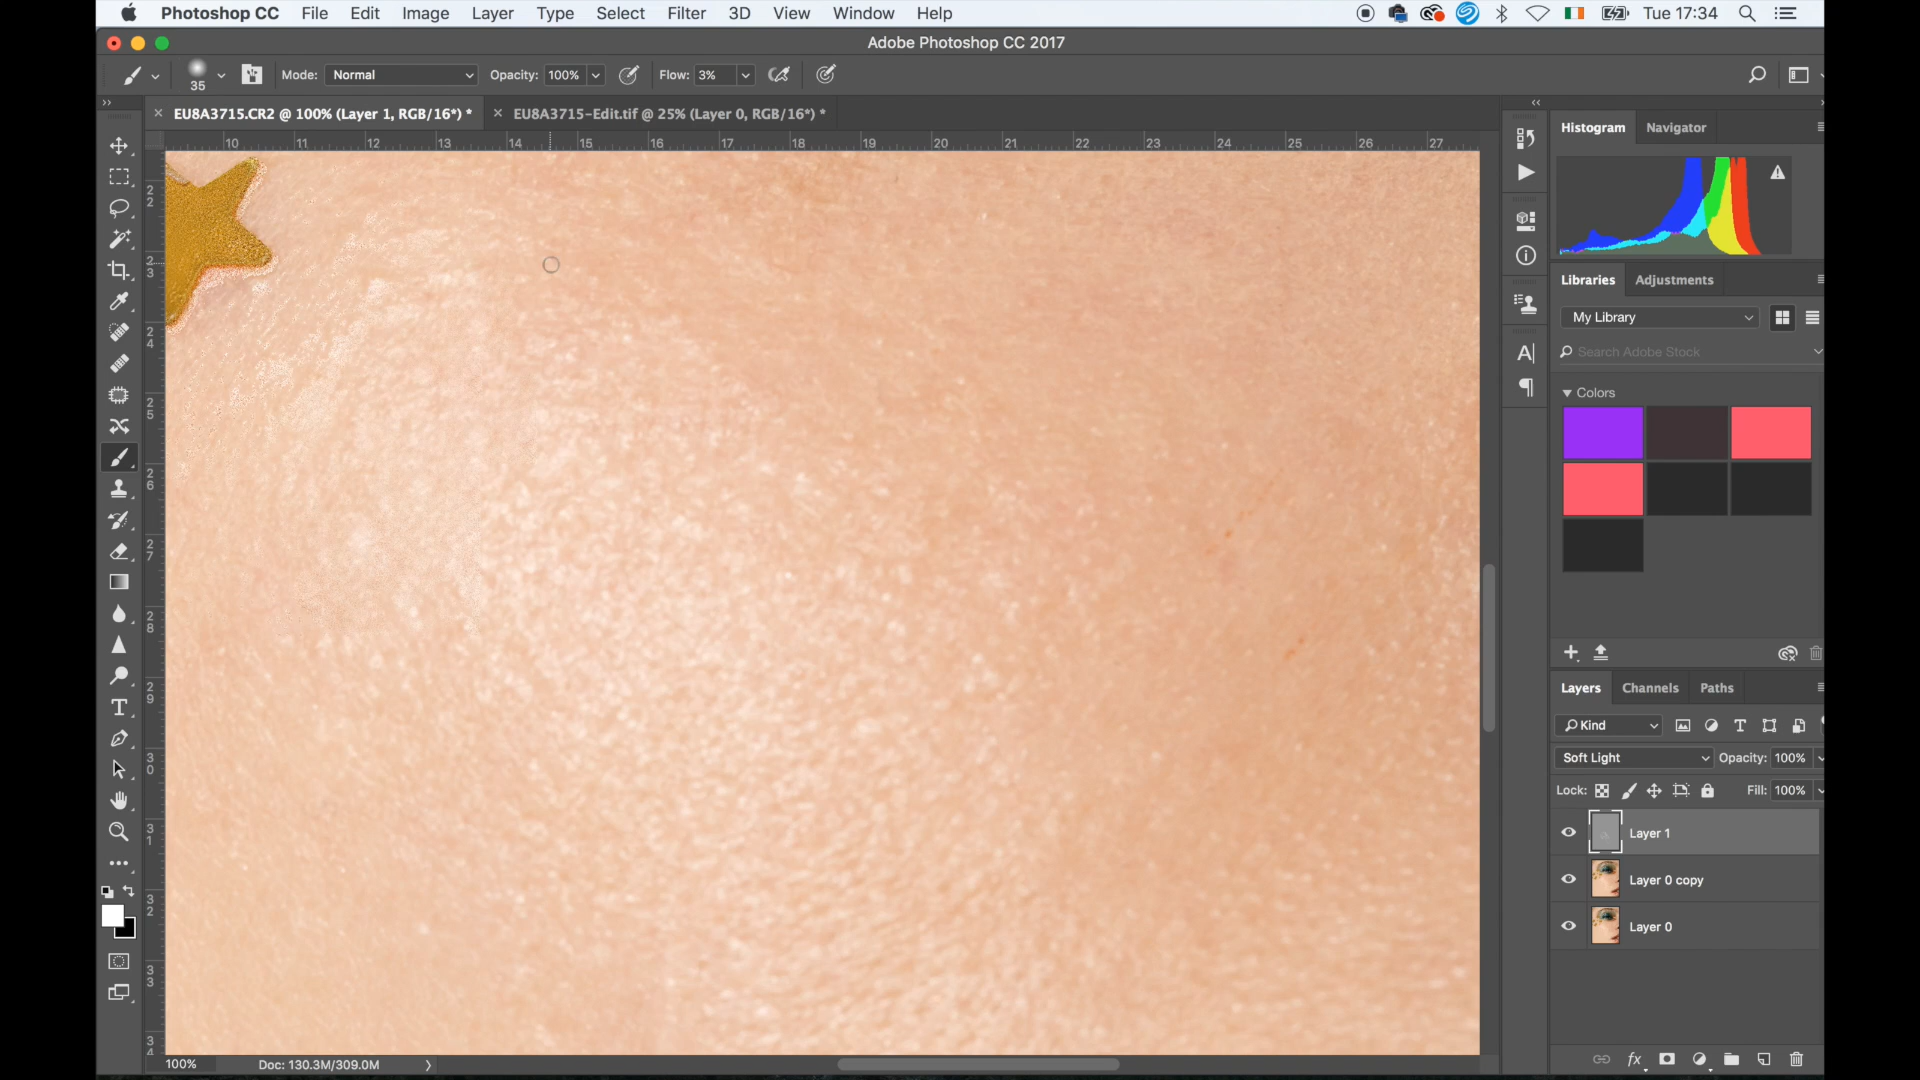 Photoshop CC File Edit Image Layer Type Select Filter 3D View Window Help Tue 17:34
Adobe Photoshop CC 2017
35 Mode: Normal Opacity: 100% Flow: 3%
EU8A3715.CR2 @ 100% (Layer 1, RGB/16*) * EU8A3715-Edit.tif @ 25% (Layer 0, RGB/16*) *
10 11 12 13 14 15 16 17 18 19 20 21 22 23 24 25 26 27
22
23
24
25
26
27
28
29
30
31
32
33
34
Histogram Navigator
Libraries Adjustments
My Library
Search Adobe Stock
Colors
Layers Channels Paths
Kind
Soft Light Opacity: 100%
Lock: Fill: 100%
Layer 1
Layer 0 copy
Layer 0
fx
100% Doc: 130.3M/309.0M